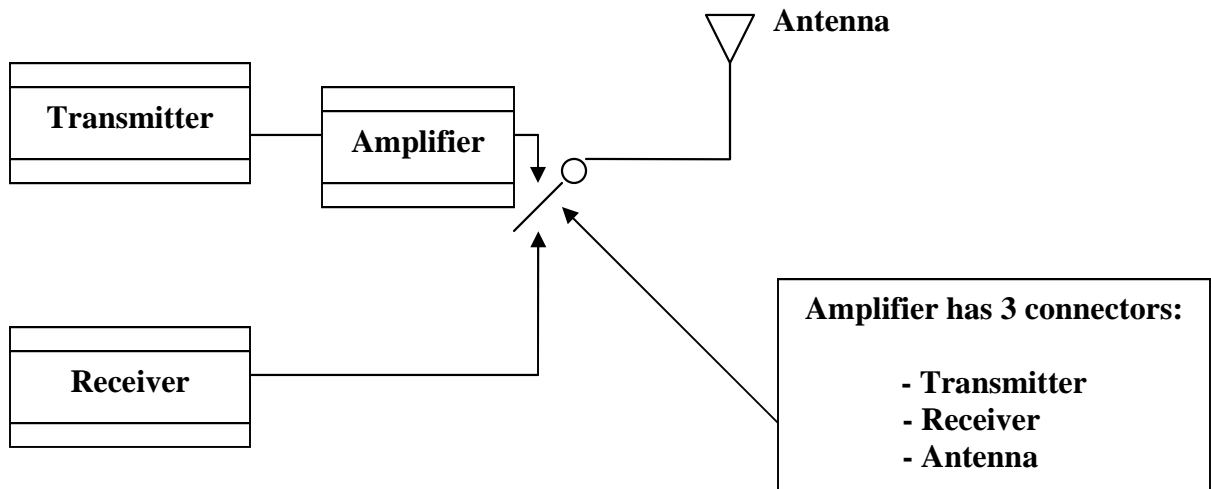 Antenna
Transmitter
Amplifier
Receiver
Amplifier has 3 connectors:
- Transmitter
- Receiver
- Antenna